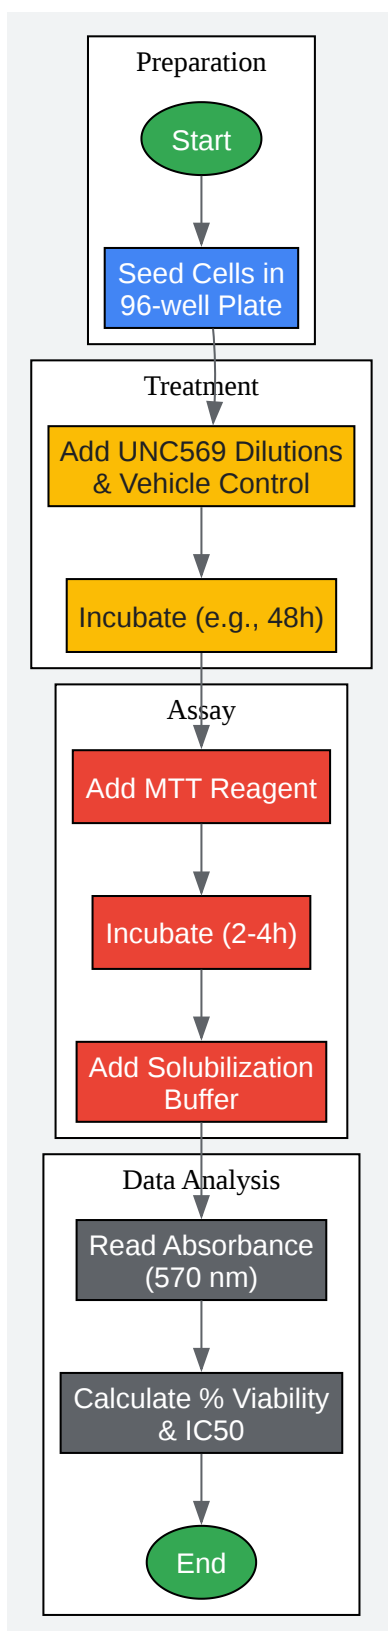 Preparation
Start
Seed Cells in
96-well Plate
Treatment
Add UNC569 Dilutions
& Vehicle Control
Incubate (e.g., 48h)
Assay
Add MTT Reagent
Incubate (2-4h)
Add Solubilization
Buffer
Data Analysis
Read Absorbance
(570 nm)
Calculate % Viability
& IC50
End